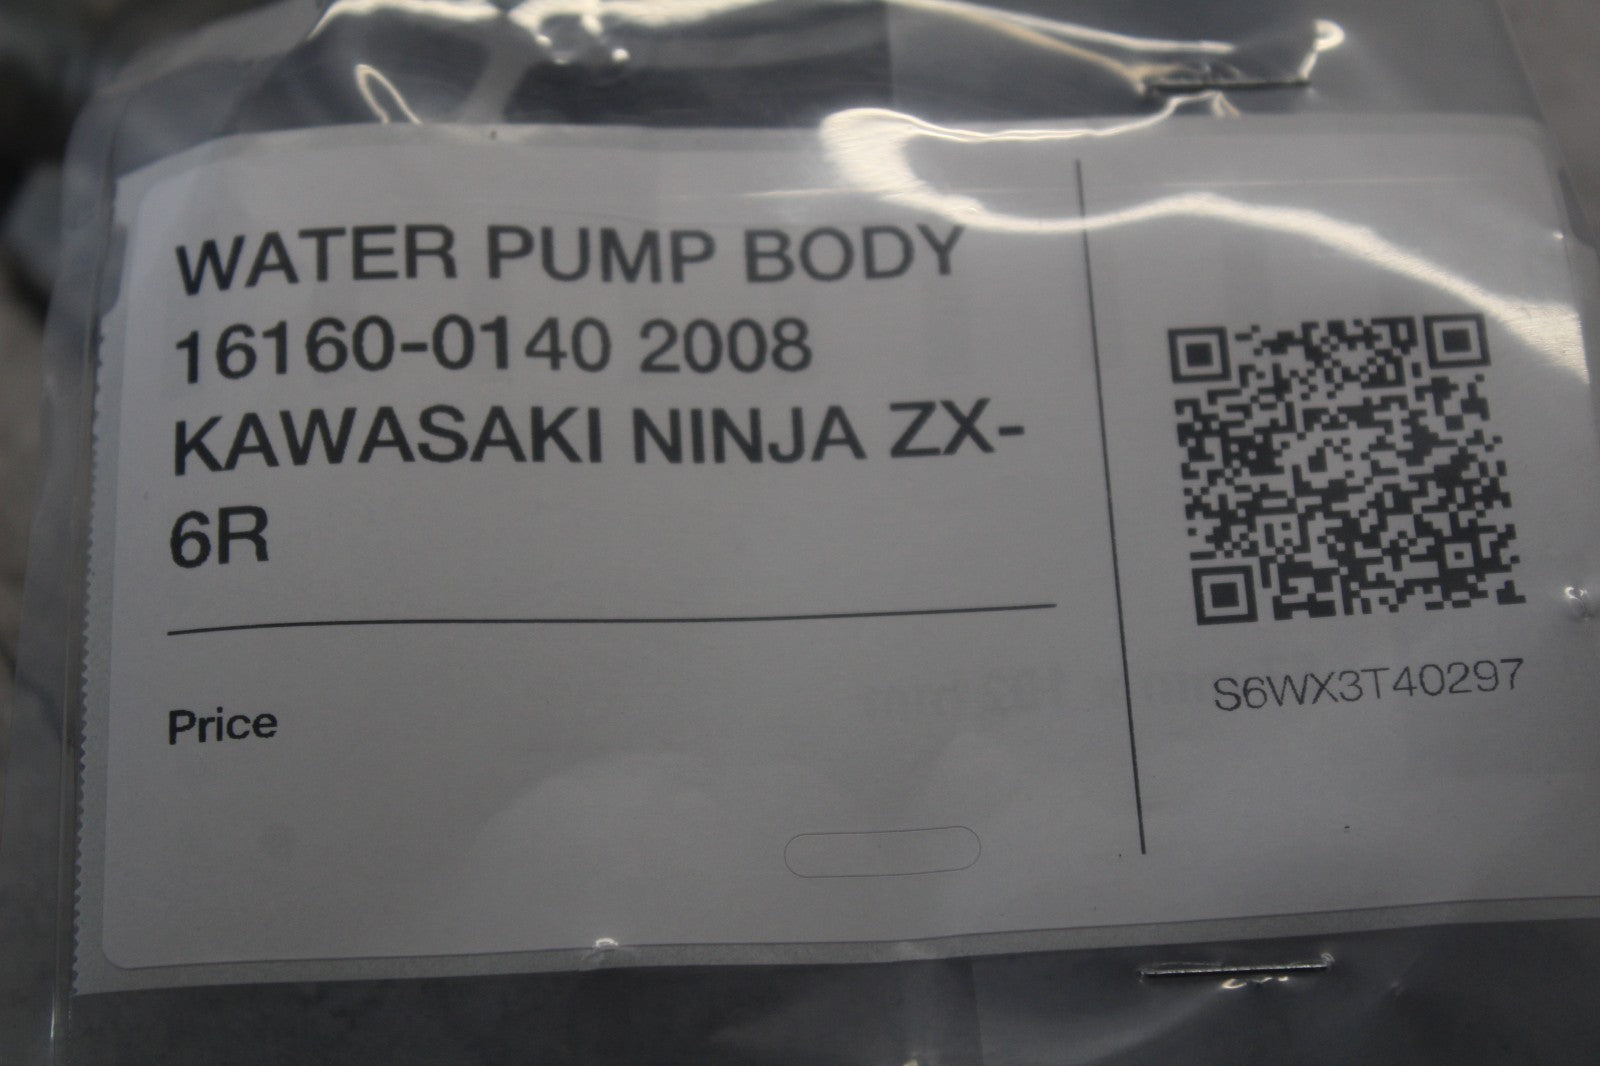 WATER PUMP BODY
16160-0140 2008
KAWASAKI NINJA ZX-
6R
Price
S6WX3T40297